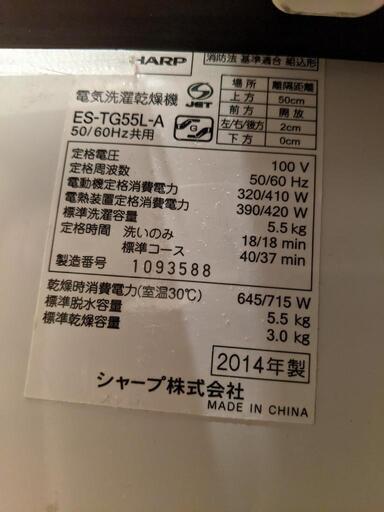 SHARP
消防法 基準適合 組込形
電気洗濯乾燥機
S JET
ES-TG55L-A
50/60Hz共用
場所 離隔距離
上方 50cm
前方 開放
左/右/後方 2cm
下方 0cm
定格電圧 100 V
定格周波数 50/60 Hz
電動機定格消費電力 320/410 W
電熱装置定格消費電力 390/420 W
標準洗濯容量 5.5 kg
定格時間 洗いのみ 18/18 min
標準コース 40/37 min
製造番号 1093588
乾燥時消費電力(室温30℃) 645/715 W
標準脱水容量 5.5 kg
標準乾燥容量 3.0 kg
2014年製
シャープ株式会社
MADE IN CHINA